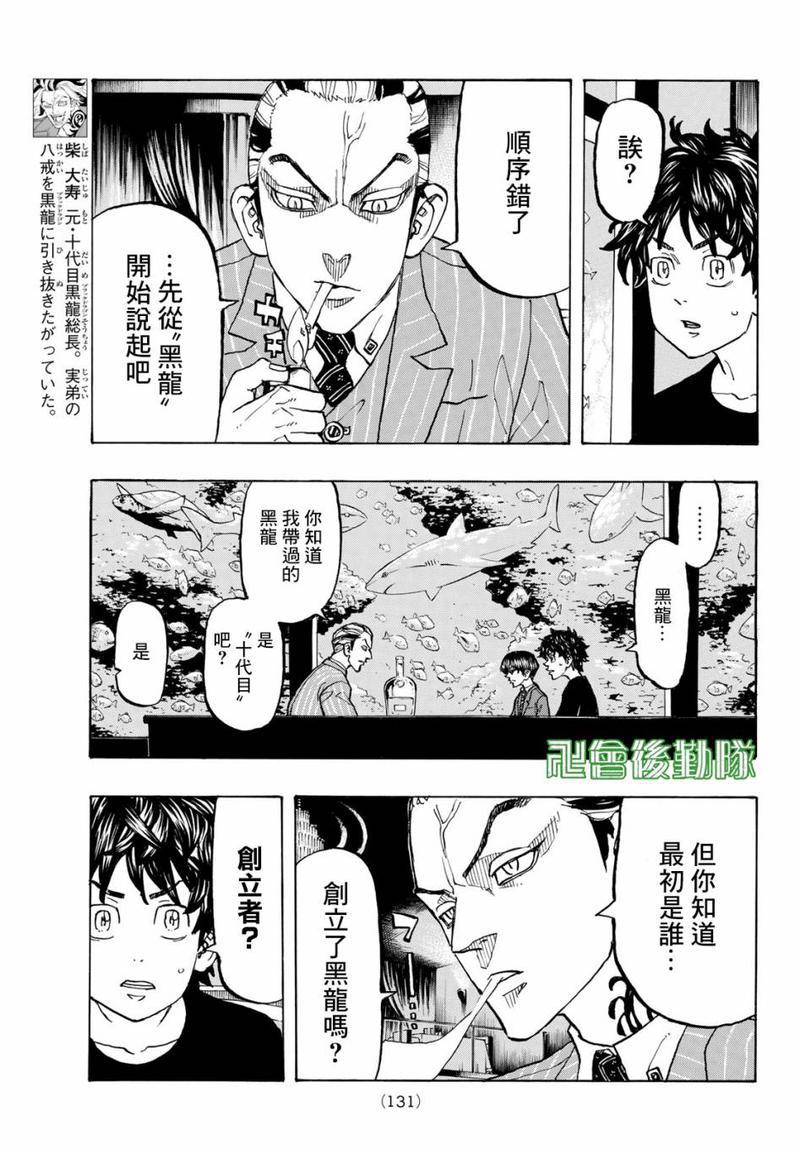 誒？
順序錯了
…先從〝黑龍〞
開始說起吧
柴 大寿 元・十代目黒龍総長。実弟の
八戒を黒龍に引き抜きたがっていた。
……
黑龍…
你知道
我帶過的
黑龍
是
〝十代目〞
吧？
是
卍會後勤隊
但你知道
最初是誰…
創立了黑龍嗎？
フー…
創立者？
(131)